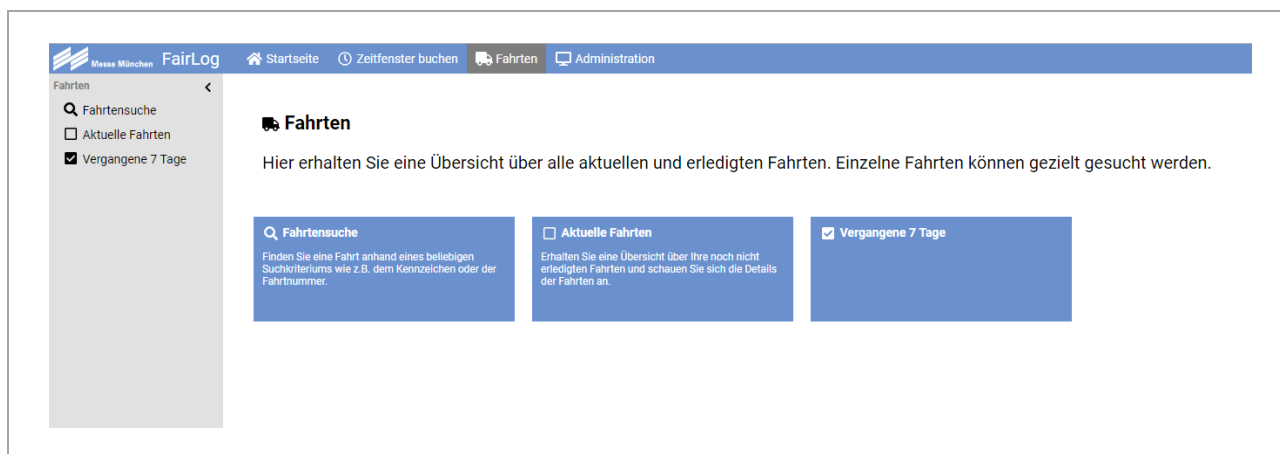 Messe München FairLog Startseite Zeitfenster buchen Fahrten Administration
Fahrten
Fahrtensuche
Aktuelle Fahrten
Vergangene 7 Tage
Fahrten
Hier erhalten Sie eine Übersicht über alle aktuellen und erledigten Fahrten. Einzelne Fahrten können gezielt gesucht werden.
Fahrtensuche
Finden Sie eine Fahrt anhand eines beliebigen
Suchkriteriums wie z.B. dem Kennzeichen oder der
Fahrtnummer.
Aktuelle Fahrten
Erhalten Sie eine Übersicht über Ihre noch nicht
erledigten Fahrten und schauen Sie sich die Details
der Fahrten an.
Vergangene 7 Tage